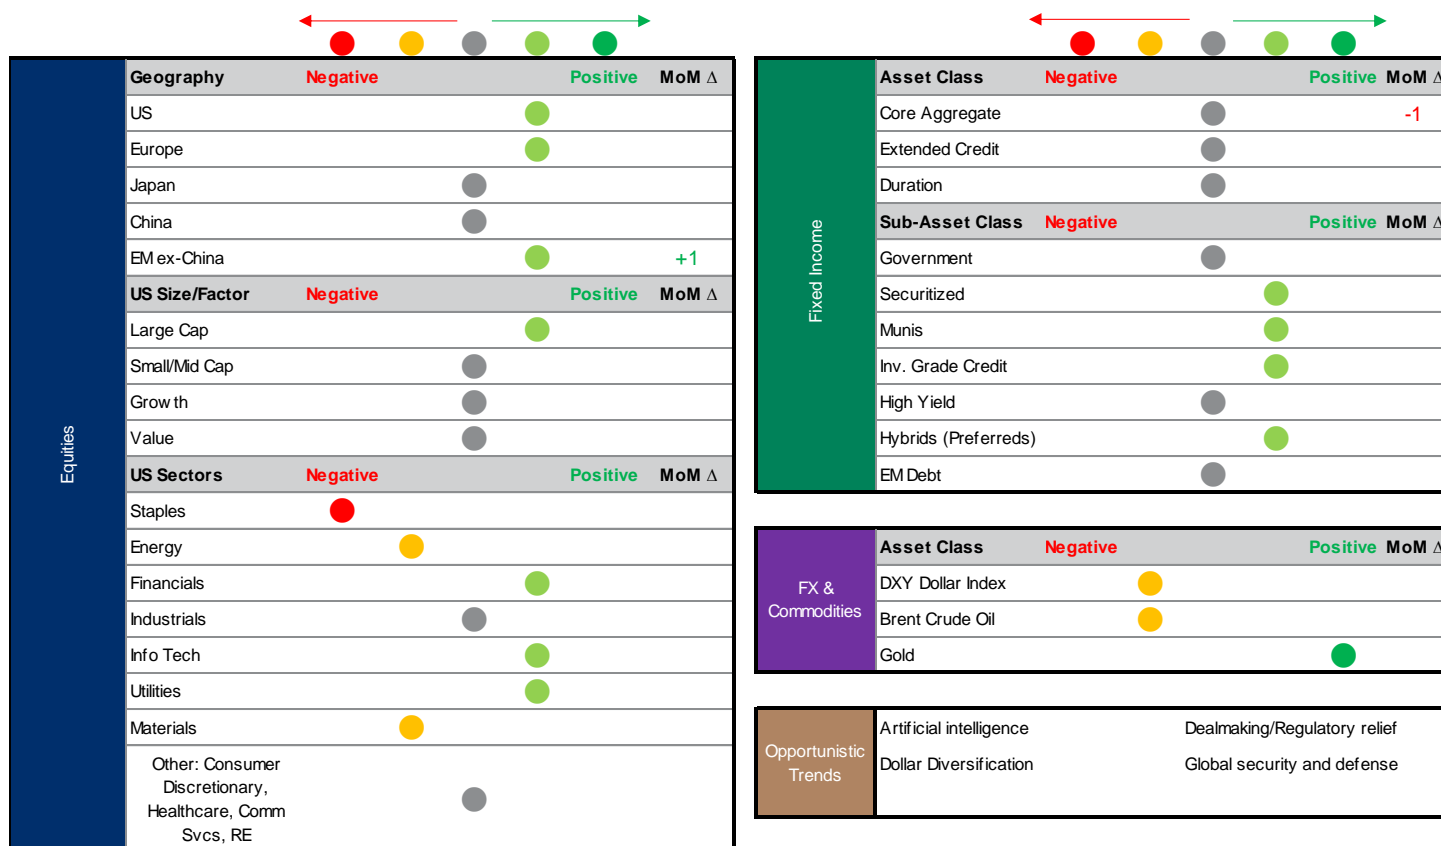 Equities
Geography Negative Positive MoM Δ
US
Europe
Japan
China
EM ex-China +1
US Size/Factor Negative Positive MoM Δ
Large Cap
Small/Mid Cap
Growth
Value
US Sectors Negative Positive MoM Δ
Staples
Energy
Financials
Industrials
Info Tech
Utilities
Materials
Other: Consumer
Discretionary,
Healthcare, Comm
Svcs, RE
Fixed Income
Asset Class Negative Positive MoM Δ
Core Aggregate -1
Extended Credit
Duration
Sub-Asset Class Negative Positive MoM Δ
Government
Securitized
Munis
Inv. Grade Credit
High Yield
Hybrids (Preferreds)
EM Debt
FX &
Commodities
Asset Class Negative Positive MoM Δ
DXY Dollar Index
Brent Crude Oil
Gold
Opportunistic
Trends
Artificial intelligence Dealmaking/Regulatory relief
Dollar Diversification Global security and defense